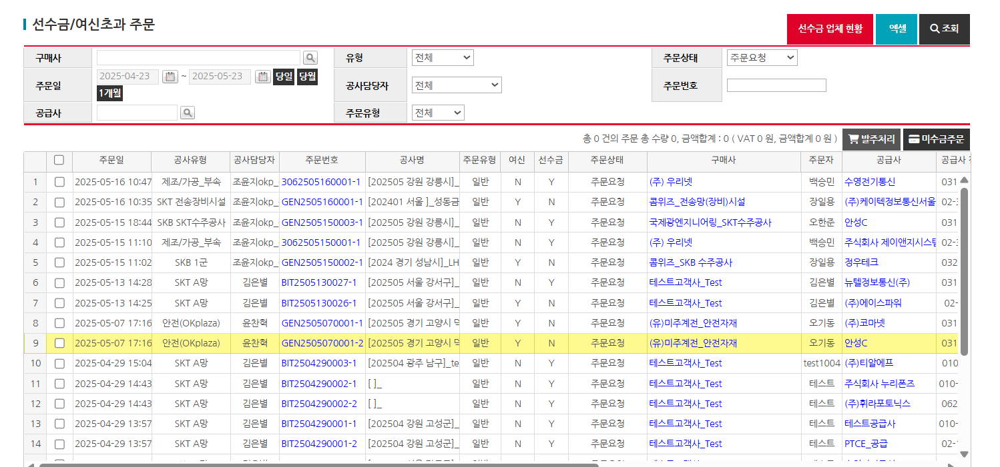 선수금/여신초과 주문
선수금 업체 현황 엑셀 조회
구매사 유형 전체 주문상태 주문요청
주문일 2025-04-23 ~ 2025-05-23 당일 당월 1개월 공사담당자 전체 주문번호
공급사 주문유형 전체
총 0 건의 주문 총 수량 0, 금액합계 : 0 ( VAT 0 원, 금액합계 0 원 ) 발주처리 미수금주문
주문일 공사유형 공사담당자 주문번호 공사명 주문유형 여신 선수금 주문상태 구매사 주문자 공급사 공급사
1 2025-05-16 10:47 제조/가공_부속 조윤지okp_ 3062505160001-1 [202505 강원 강릉시]_ 일반 N Y 주문요청 (주) 우리넷 백승민 수영전기통신 031
2 2025-05-16 10:35 SKT 전송장비시설 조윤지okp_ GEN2505160001-1 [202401 서울 ]_성동금 일반 Y N 주문요청 콤위즈_전송망(장비)시설 장일용 (주)케이텍정보통신서울 02-
3 2025-05-15 18:44 SKB SKT수주공사 조윤지okp_ GEN2505150003-1 [202505 강원 강릉시]_ 일반 N Y 주문요청 국제광엔지니어링_SKT수주공사 오한준 안성C 031
4 2025-05-15 11:10 제조/가공_부속 조윤지okp_ 3062505150001-1 [202505 강원 강릉시]_ 일반 N Y 주문요청 (주) 우리넷 백승민 주식회사 제이앤지시스템 02-
5 2025-05-15 11:02 SKB 1군 조윤지okp_ GEN2505150002-1 [2024 경기 성남시]_LH 일반 Y N 주문요청 콤위즈_SKB 수주공사 장일용 정우테크 032
6 2025-05-13 14:28 SKT A망 김은별 BIT2505130027-1 [202505 서울 강서구]_ 일반 N Y 주문요청 테스트고객사_Test 김은별 뉴텔정보통신(주) 031
7 2025-05-13 14:25 SKT A망 김은별 BIT2505130026-1 [202505 서울 강서구]_ 일반 Y N 주문요청 테스트고객사_Test 김은별 (주)에이스파워 02-
8 2025-05-07 17:16 안전(OKplaza) 윤찬혁 GEN2505070001-1 [202505 경기 고양시 일반 Y N 주문요청 (유)미주계전_안전자재 오기동 (주)코마넷 031
9 2025-05-07 17:16 안전(OKplaza) 윤찬혁 GEN2505070001-2 [202505 경기 고양시 일반 Y N 주문요청 (유)미주계전_안전자재 오기동 안성C 031
10 2025-04-29 15:04 SKT A망 김은별 BIT2504290003-1 [202504 광주 남구]_te 일반 N Y 주문요청 테스트고객사_Test test1004 (주)티알에프 010
11 2025-04-29 14:43 SKT A망 김은별 BIT2504290002-1 [ ]_ 일반 N Y 주문요청 테스트고객사_Test 테스트 주식회사 누리폰즈 010-
12 2025-04-29 14:43 SKT A망 김은별 BIT2504290002-2 [ ]_ 일반 N Y 주문요청 테스트고객사_Test 테스트 (주)휘라포토닉스 062
13 2025-04-29 13:57 SKT A망 김은별 BIT2504290001-1 [202504 강원 고성군]_ 일반 N Y 주문요청 테스트고객사_Test 테스트 테스트공급사 010-
14 2025-04-29 13:57 SKT A망 김은별 BIT2504290001-2 [202504 강원 고성군]_ 일반 N Y 주문요청 테스트고객사_Test 테스트 PTCE_공급 02-